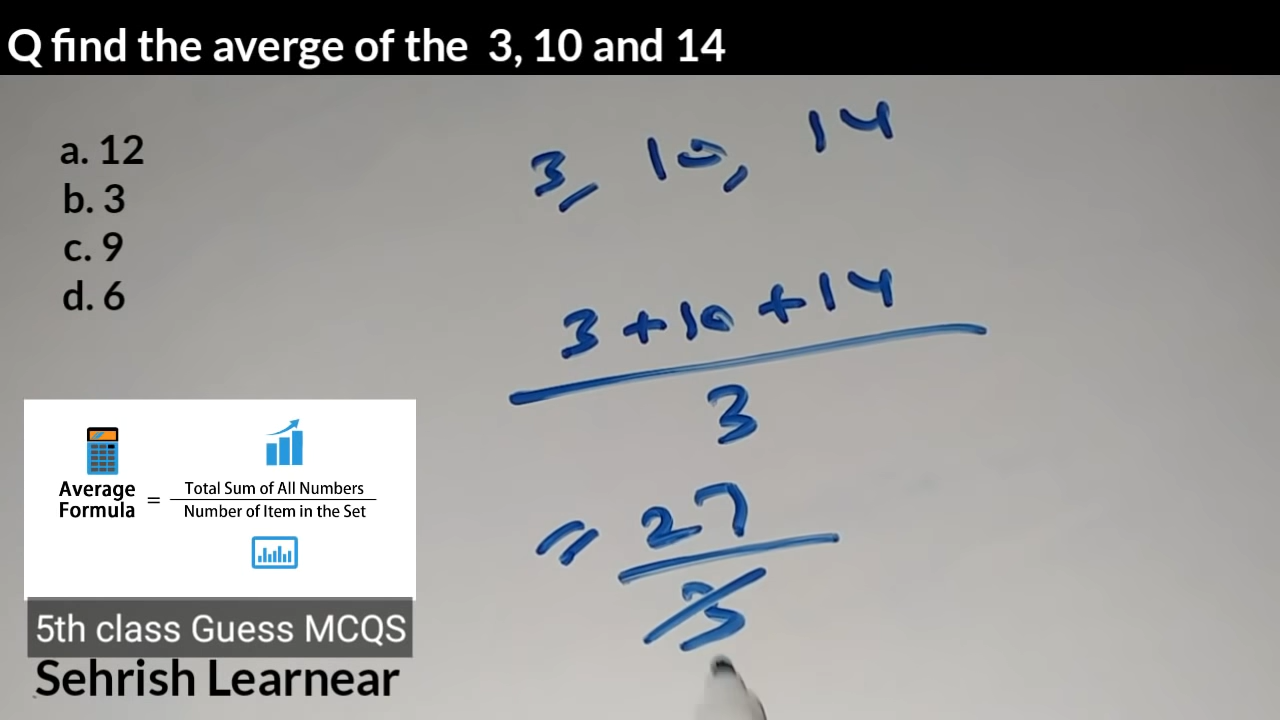 Q find the averge of the 3, 10 and 14
a. 12
b. 3
c. 9
d. 6
3, 10, 14
3 + 10 + 14
3
= 27
3
Average Formula = Total Sum of All Numbers
Number of Item in the Set
5th class Guess MCQS
Sehrish Learnear